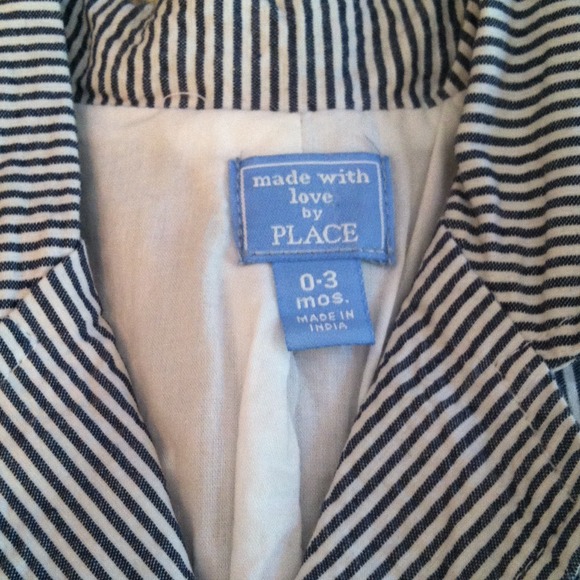 made with
love
by
PLACE
0-3
mos.
MADE IN
INDIA